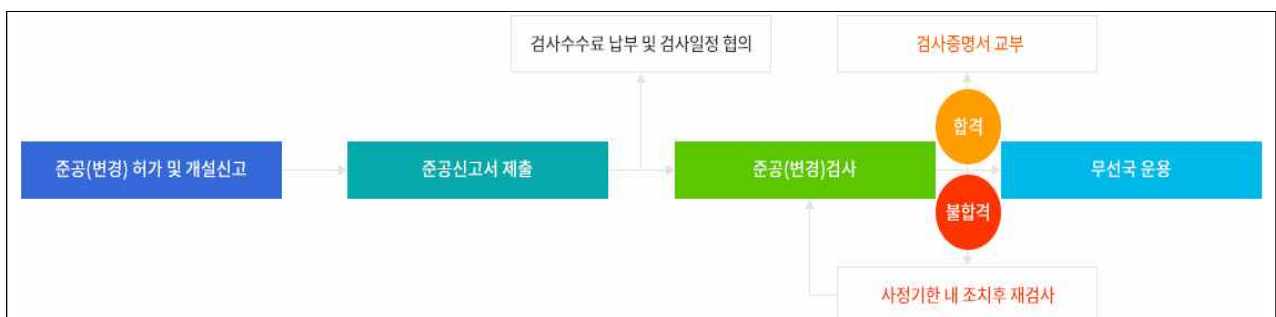 검사수수료 납부 및 검사일정 협의
검사증명서 교부
합격
준공(변경) 허가 및 개설신고
준공신고서 제출
준공(변경)검사
무선국 운용
불합격
사정기한 내 조치후 재검사